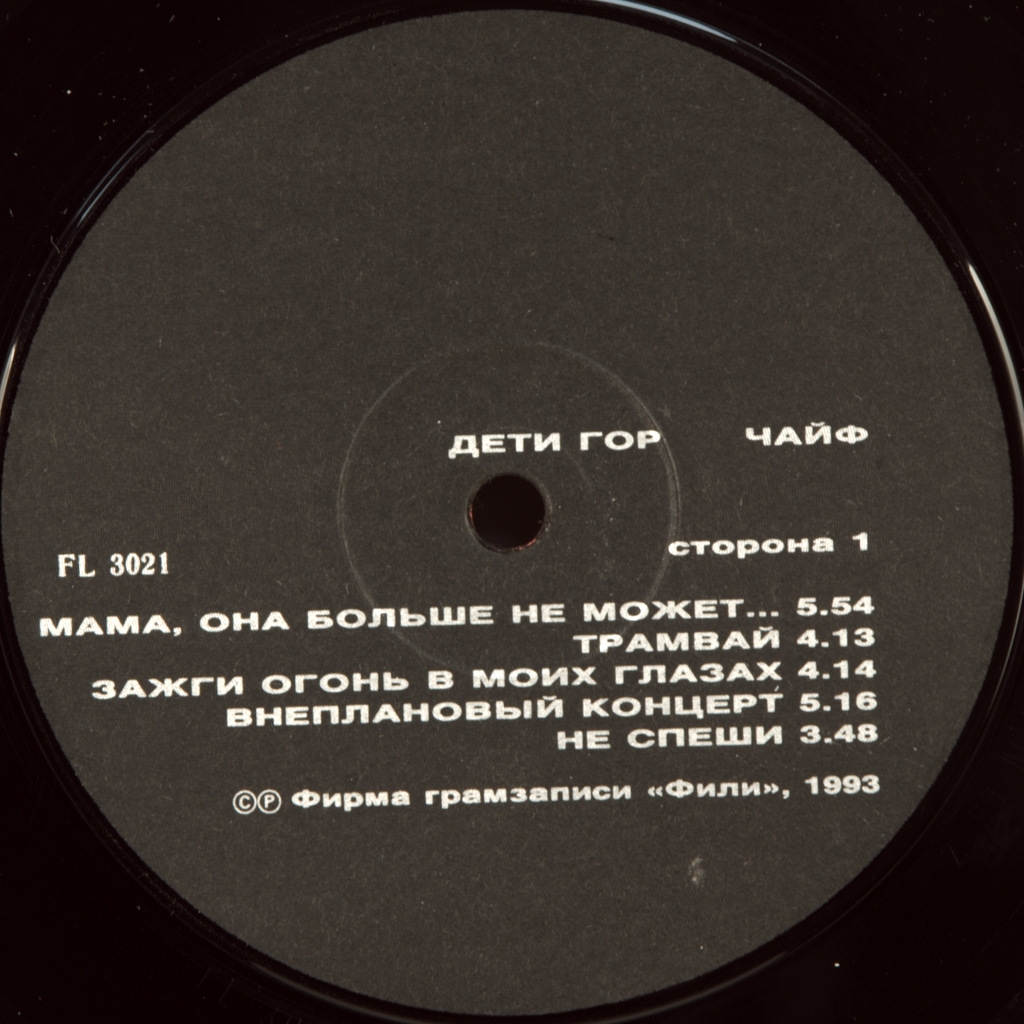 ДЕТИ ГОР ЧАЙФ
сторона 1
FL 3021
МАМА, ОНА БОЛЬШЕ НЕ МОЖЕТ... 5.54
ТРАМВАЙ 4.13
ЗАЖГИ ОГОНЬ В МОИХ ГЛАЗАХ 4.14
ВНЕПЛАНОВЫЙ КОНЦЕРТ 5.16
НЕ СПЕШИ 3.48
©℗ Фирма грамзаписи «Фили», 1993